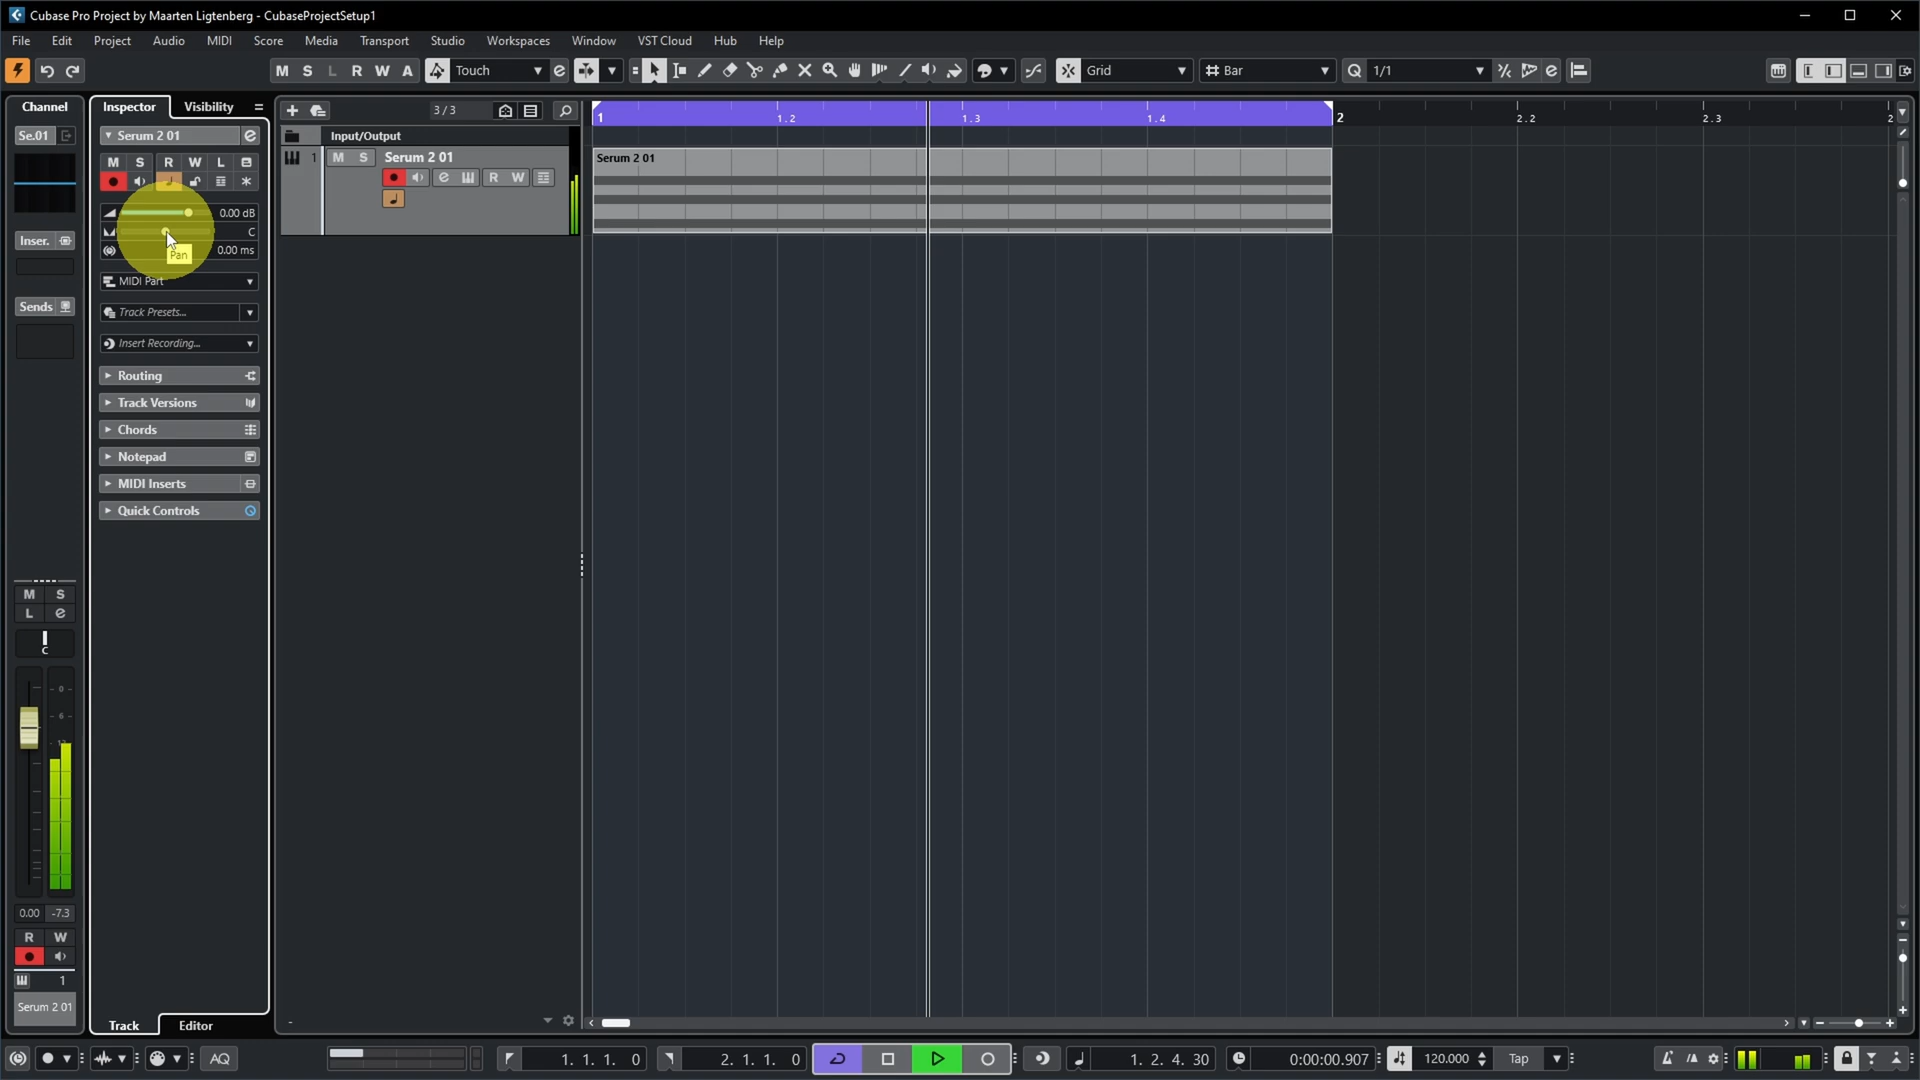 Cubase Pro Project by Maarten Ligtenberg - CubaseProjectSetup1
File Edit Project Audio MIDI Score Media Transport Studio Workspaces Window VST Cloud Hub Help
M S L R W A Touch Grid Bar Q 1/1
Channel Inspector Visibility 3/3 1 1.2 1.3 1.4 2 2.2 2.3 2
Se.01 Serum 2 01 e Input/Output
M S R W L 1 M S Serum 2 01 Serum 2 01
e R W
0.00 dB
C
Inser. 0.00 ms
Pan
MIDI Part
Sends Track Presets...
Insert Recording...
Routing
Track Versions
Chords
Notepad
MIDI Inserts
Quick Controls
M S
L e
C
0
6
12
0.00 -7.3
R W
1
Serum 2 01
Track Editor
AQ 1. 1. 1. 0 2. 1. 1. 0 1. 2. 4. 30 0:00:00.907 120.000 Tap